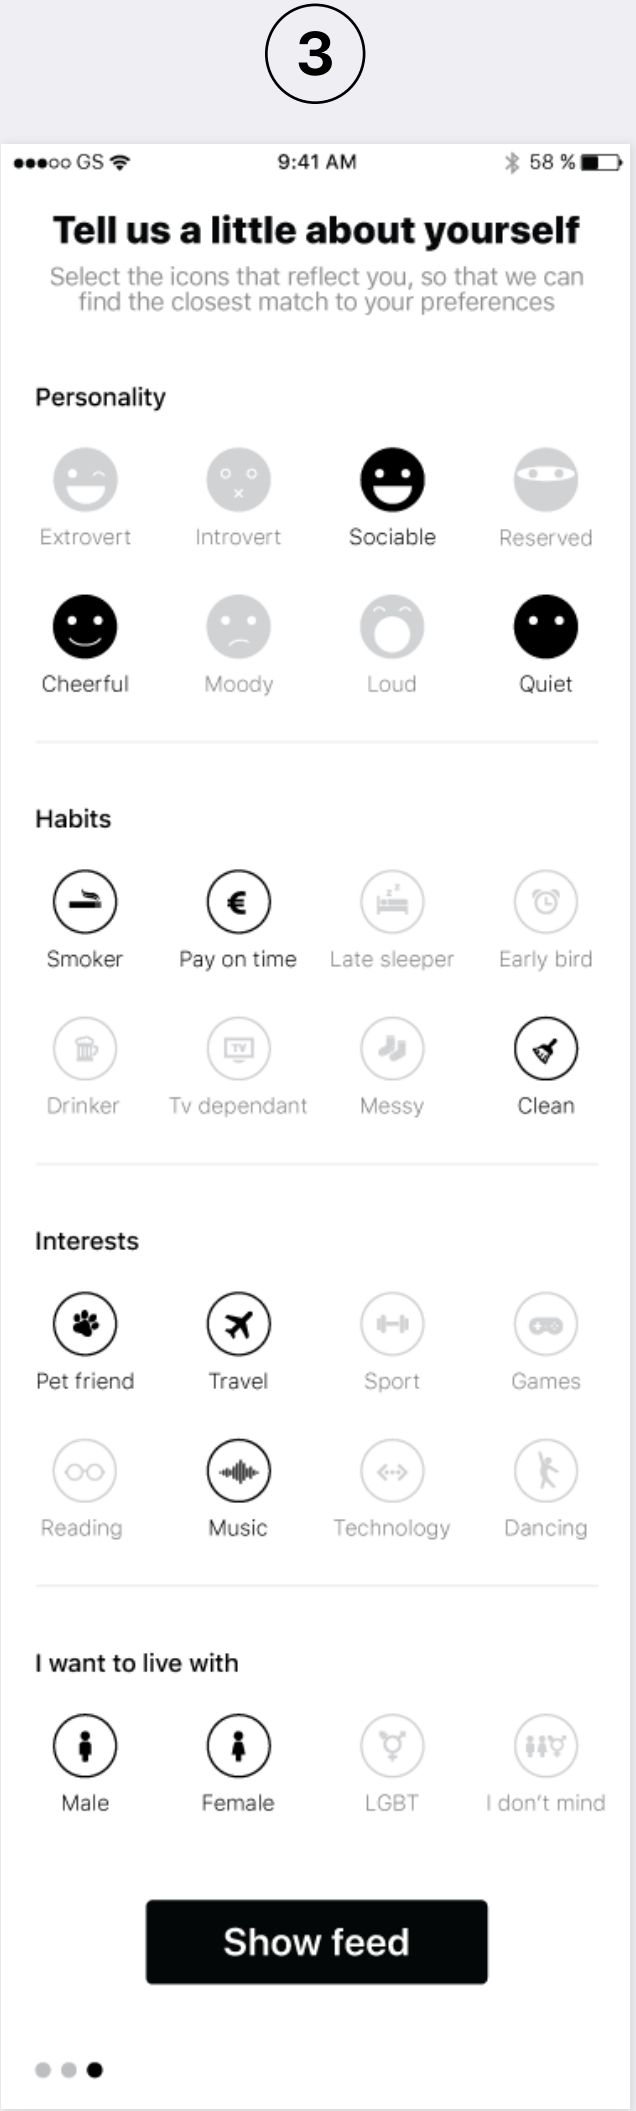 3
GS 9:41 AM 58 %
Tell us a little about yourself
Select the icons that reflect you, so that we can
find the closest match to your preferences
Personality
Extrovert Introvert Sociable Reserved
Cheerful Moody Loud Quiet
Habits
€
z z
Smoker Pay on time Late sleeper Early bird
TV
Drinker Tv dependant Messy Clean
Interests
Pet friend Travel Sport Games
Reading Music Technology Dancing
I want to live with
Male Female LGBT I don't mind
Show feed